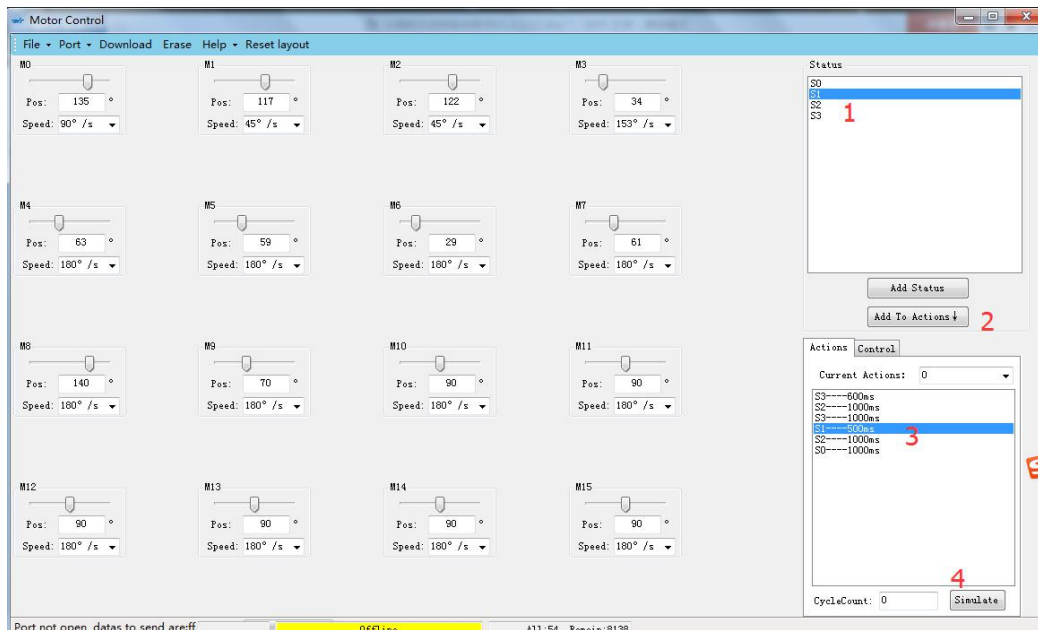 Motor Control
File Port Download Erase Help Reset layout
M0 M1 M2 M3 Status
Pos: 135 ° Pos: 117 ° Pos: 122 ° Pos: 34 °
Speed: 90° /s Speed: 45° /s Speed: 45° /s Speed: 153° /s
S0
S1
S2
S3
1
M4 M5 M6 M7
Pos: 63 ° Pos: 59 ° Pos: 29 ° Pos: 61 °
Speed: 180° /s Speed: 180° /s Speed: 180° /s Speed: 180° /s
Add Status
Add To Actions↓ 2
M8 M9 M10 M11
Pos: 140 ° Pos: 70 ° Pos: 90 ° Pos: 90 °
Speed: 180° /s Speed: 180° /s Speed: 180° /s Speed: 180° /s
Actions Control
Current Actions: 0
S3----600ms
S2----1000ms
S3----1000ms
S1----500ms
S2----1000ms
S0----1000ms
3
M12 M13 M14 M15
Pos: 90 ° Pos: 90 ° Pos: 90 ° Pos: 90 °
Speed: 180° /s Speed: 180° /s Speed: 180° /s Speed: 180° /s
4
CycleCount: 0 Simulate
Port not open, datas to send are:ff Offline All:54 Remain:8138